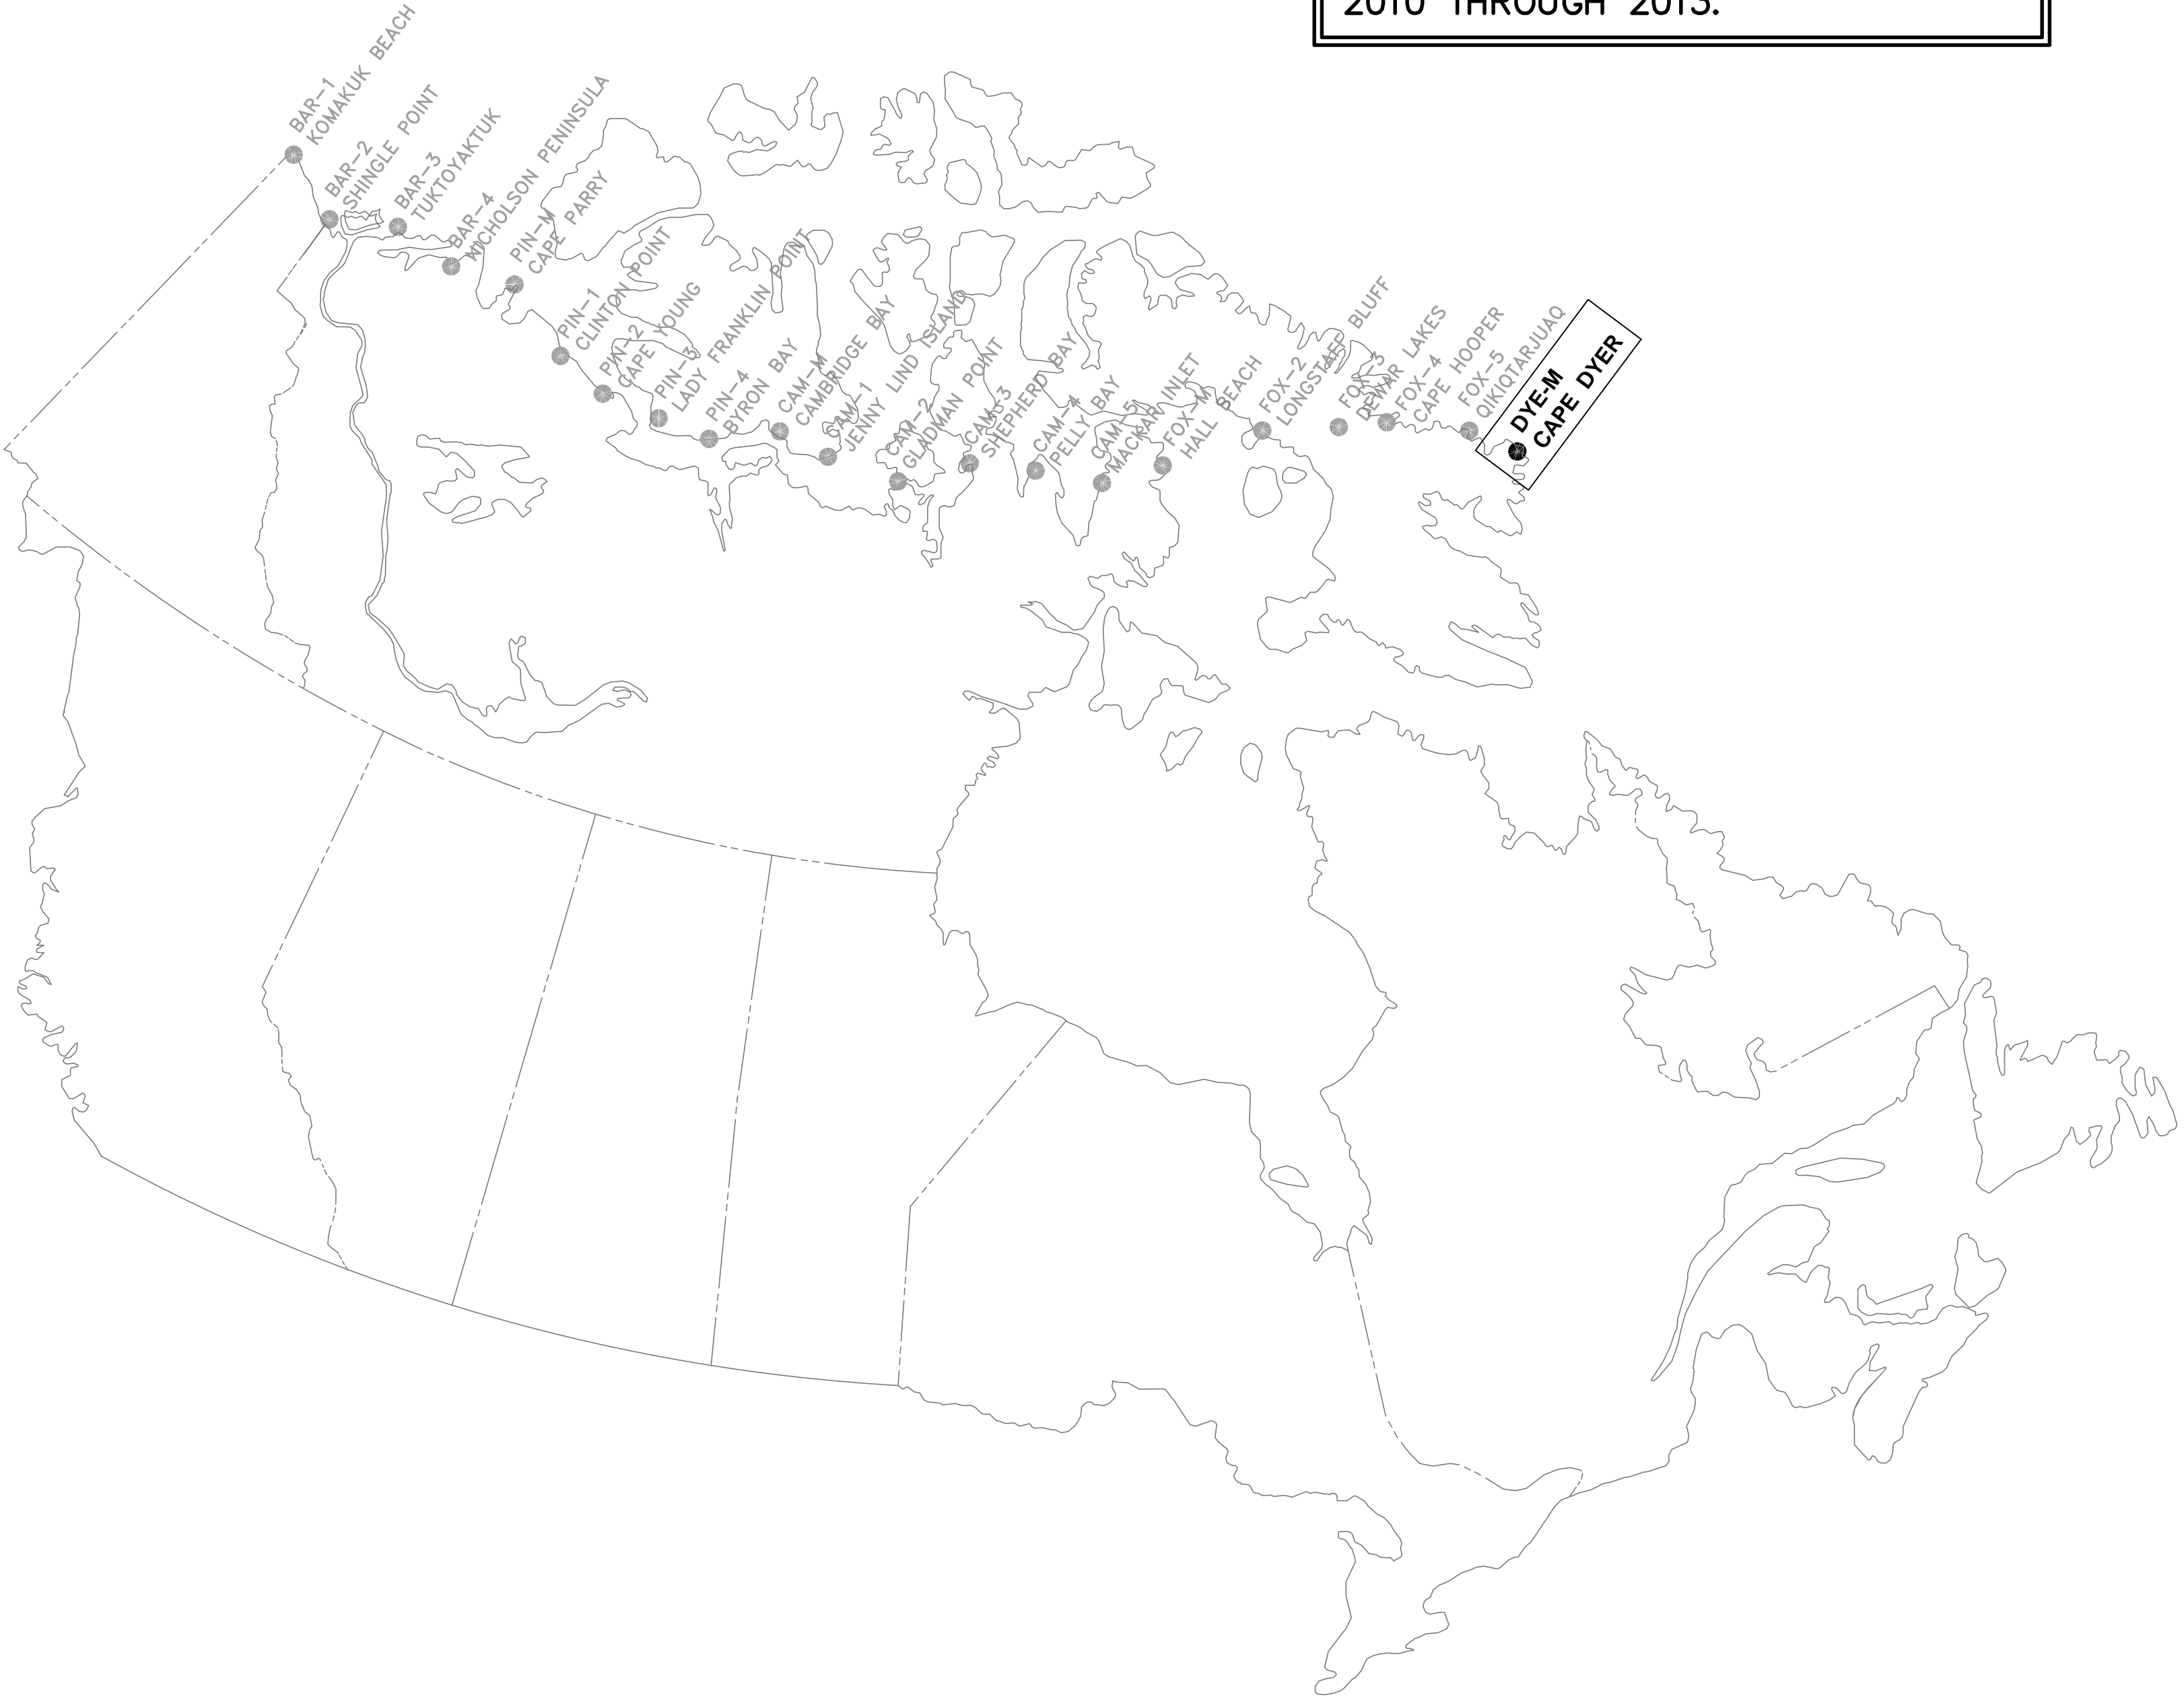 2010 THROUGH 2013.
BAR-1
KOMAKUK BEACH
BAR-2
SHINGLE POINT
BAR-3
TUKTOYAKTUK
BAR-4
NICHOLSON PENINSULA
PIN-M
CAPE PARRY
PIN-1
CLINTON POINT
PIN-2
CAPE YOUNG
PIN-3
LADY FRANKLIN POINT
PIN-4
BYRON BAY
CAM-M
CAMBRIDGE BAY
CAM-1
JENNY LIND ISLAND
CAM-2
GLADMAN POINT
CAM-3
SHEPHERD BAY
CAM-4
PELLY BAY
CAM-5
MACKAR INLET
FOX-M
HALL BEACH
FOX-2
LONGSTAFF BLUFF
FOX-3
DEWAR LAKES
FOX-4
CAPE HOOPER
FOX-5
QIKIQTARJUAQ
DYE-M
CAPE DYER